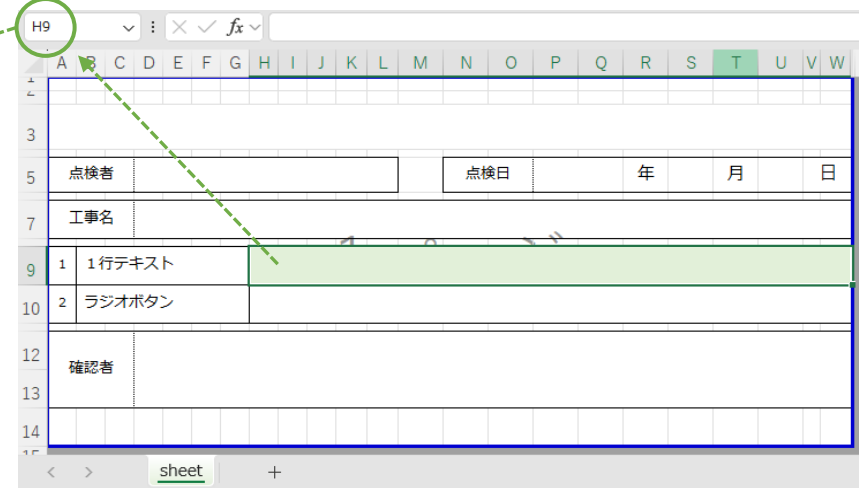 H9
fx
A B C D E F G H I J K L M N O P Q R S T U V W
3
5 点検者 点検日 年 月 日
7 工事名
9 1 1行テキスト
10 2 ラジオボタン
12
確認者
13
14
sheet